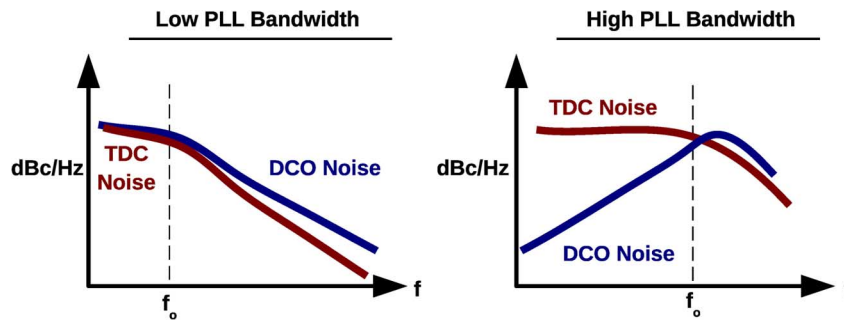 Low PLL Bandwidth
dBc/Hz
TDC
Noise
DCO Noise
f
fo
High PLL Bandwidth
dBc/Hz
TDC Noise
DCO Noise
fo